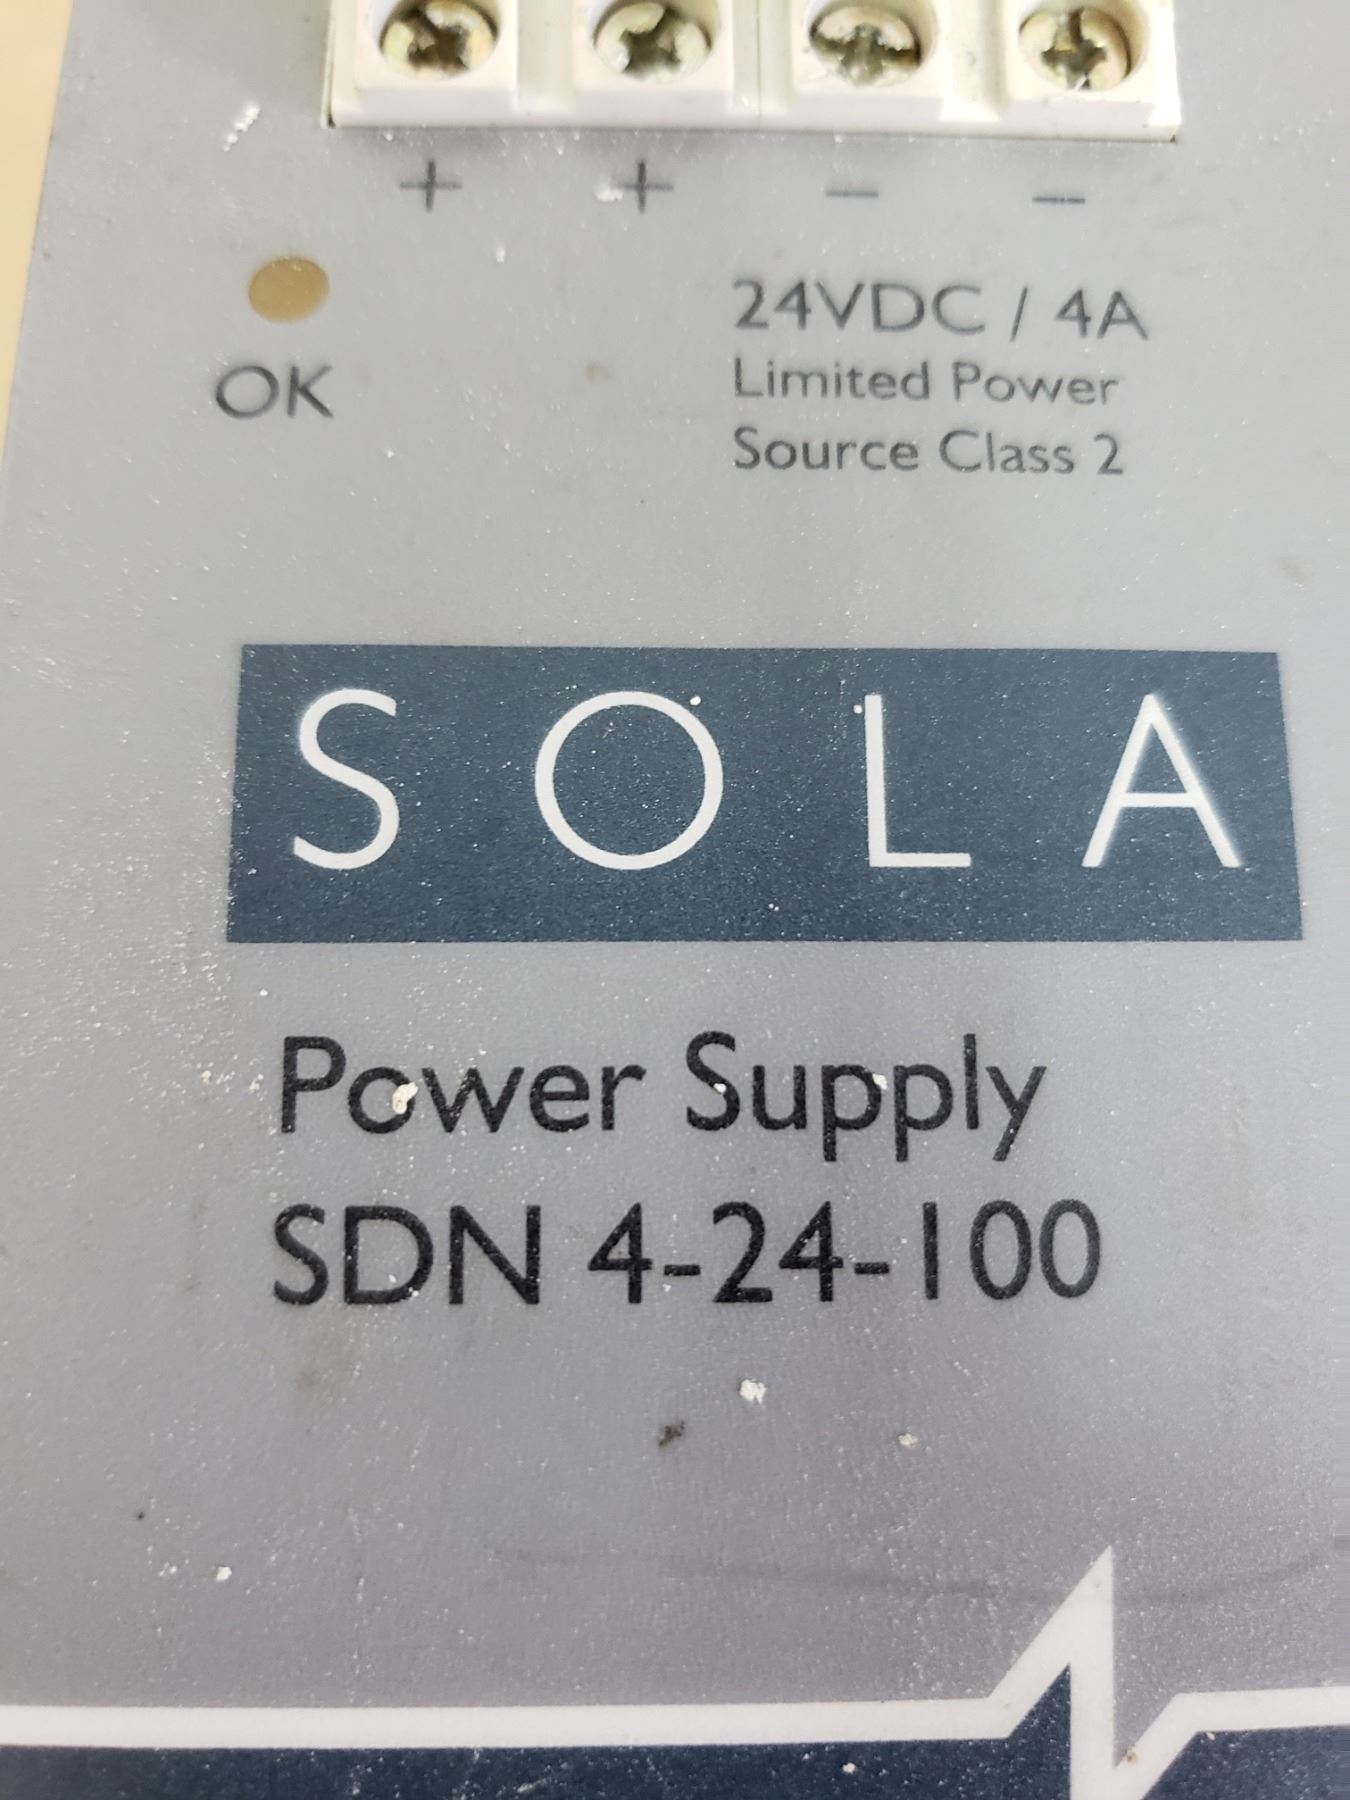 + + − −
OK
24VDC / 4A
Limited Power
Source Class 2
SOLA
Power Supply
SDN 4-24-100